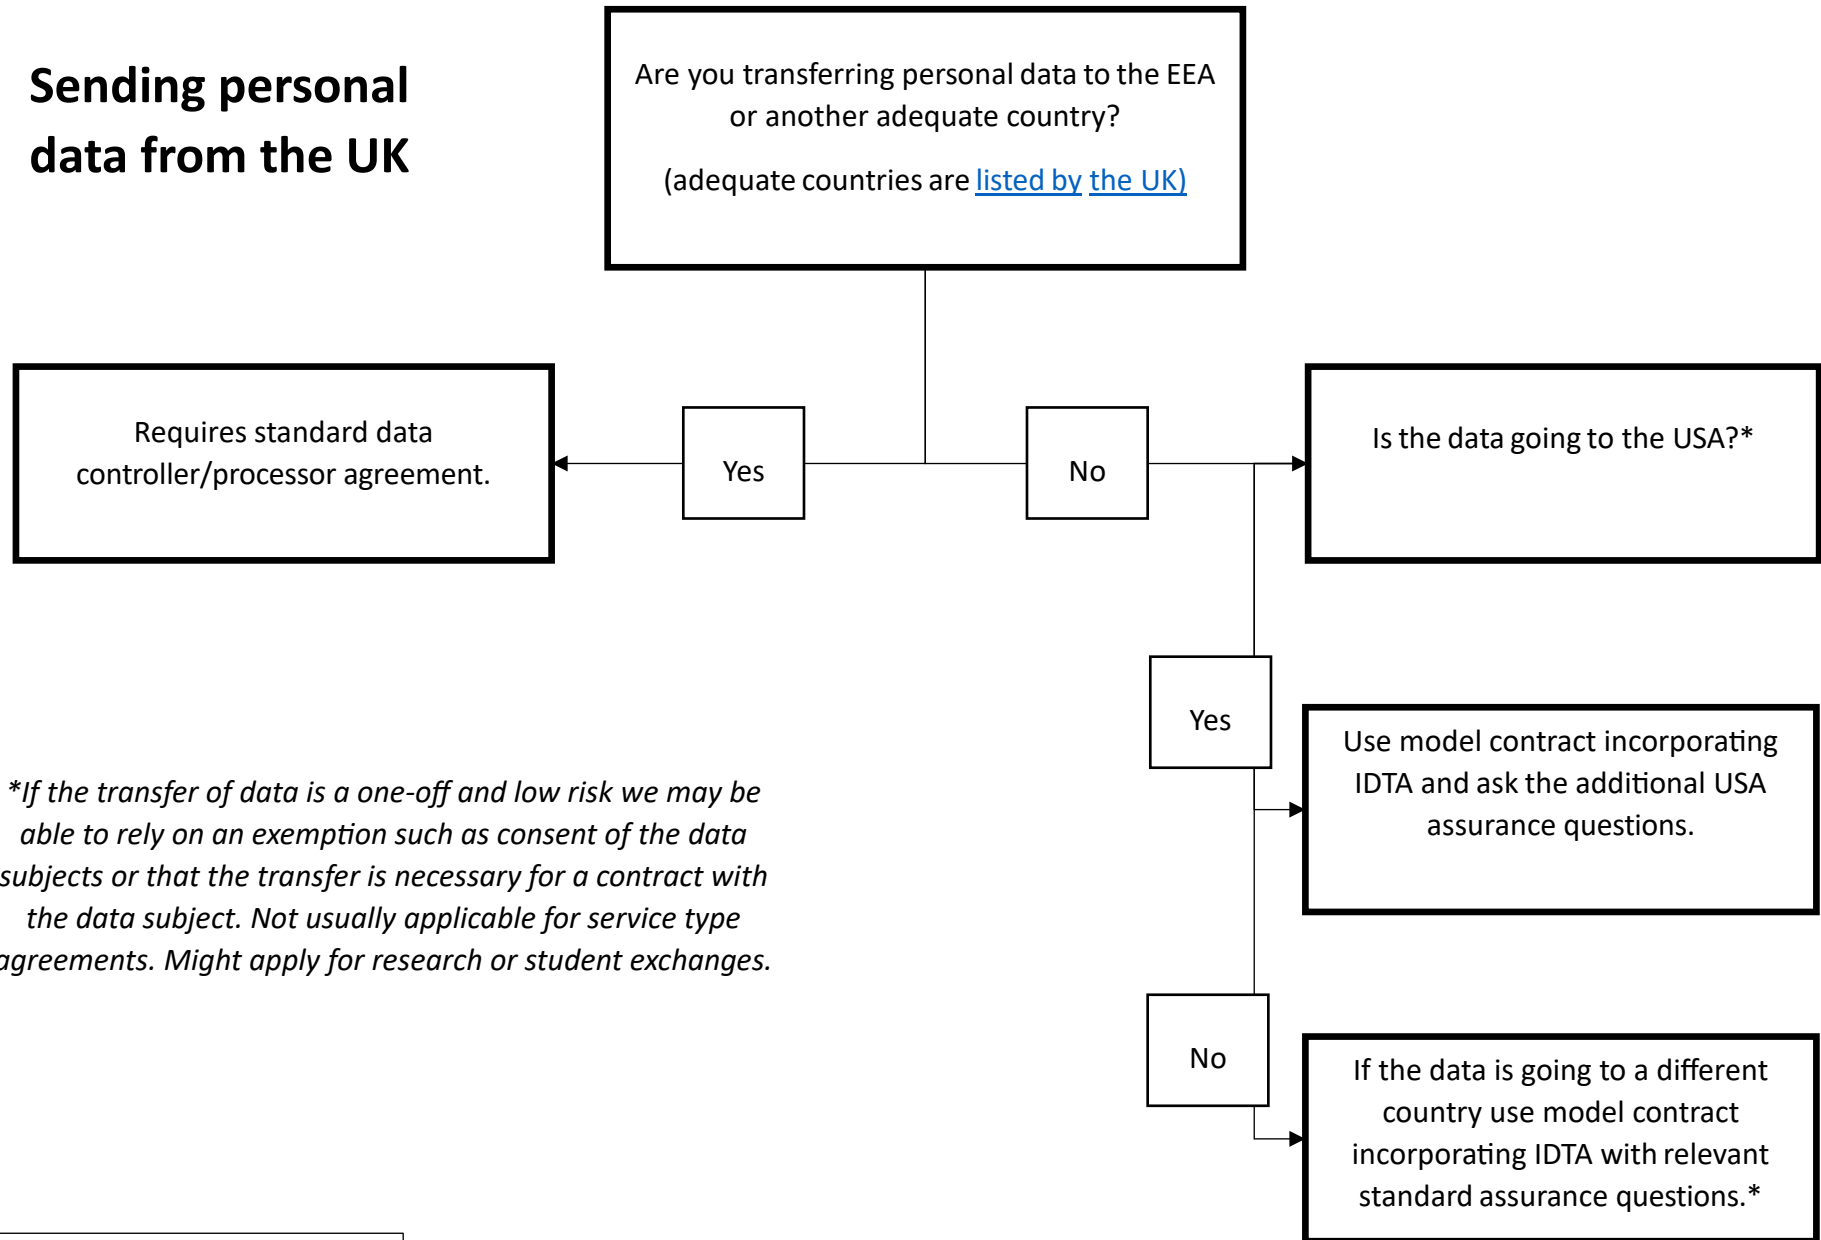 Sending personal
data from the UK
Are you transferring personal data to the EEA
or another adequate country?
(adequate countries are listed by the UK)
Requires standard data
controller/processor agreement.
Yes
No
Is the data going to the USA?*
Yes
Use model contract incorporating
IDTA and ask the additional USA
assurance questions.
*If the transfer of data is a one-off and low risk we may be
able to rely on an exemption such as consent of the data
subjects or that the transfer is necessary for a contract with
the data subject. Not usually applicable for service type
agreements. Might apply for research or student exchanges.
No
If the data is going to a different
country use model contract
incorporating IDTA with relevant
standard assurance questions.*